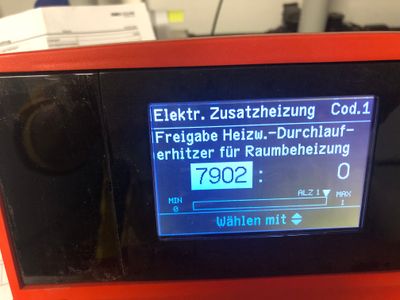 Elektr. Zusatzheizung Cod.1
Freigabe Heizw.-Durchlauf-
erhitzer für Raumbeheizung
7902 : 0
ALZ 1
MIN MAX
0 1
Wählen mit